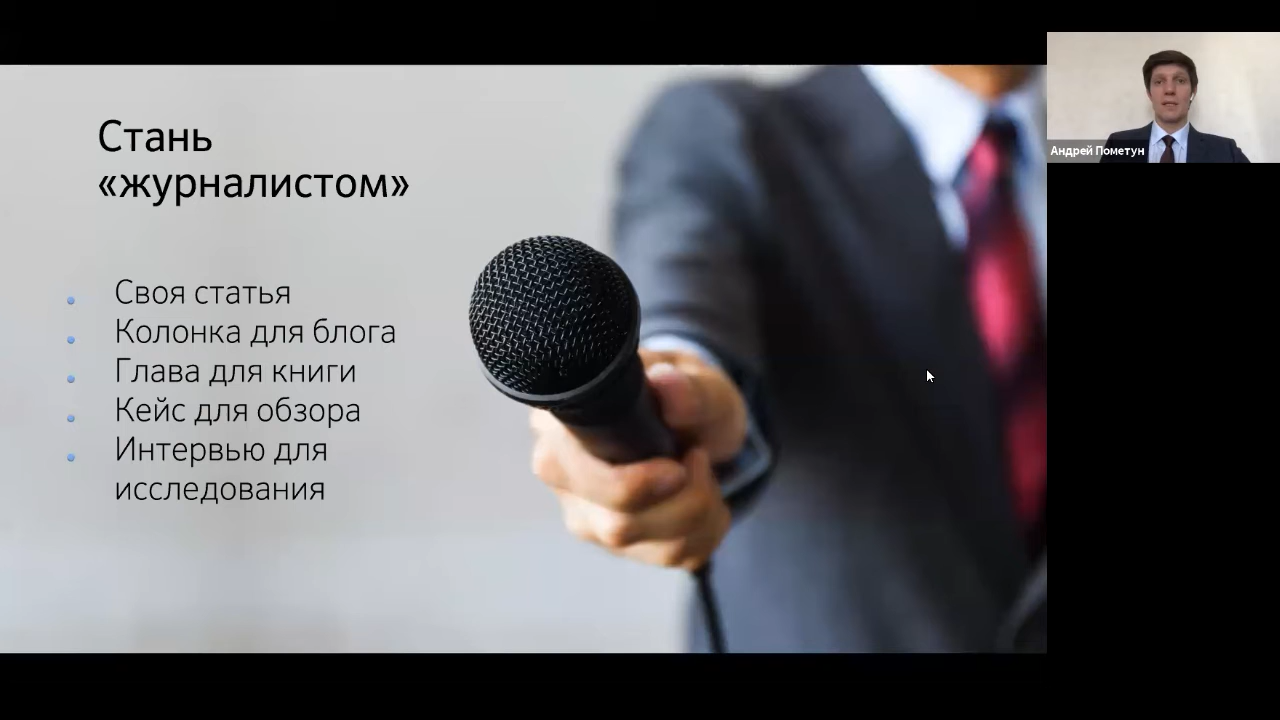 Стань
«журналистом»
Своя статья
Колонка для блога
Глава для книги
Кейс для обзора
Интервью для
исследования
Андрей Пометун